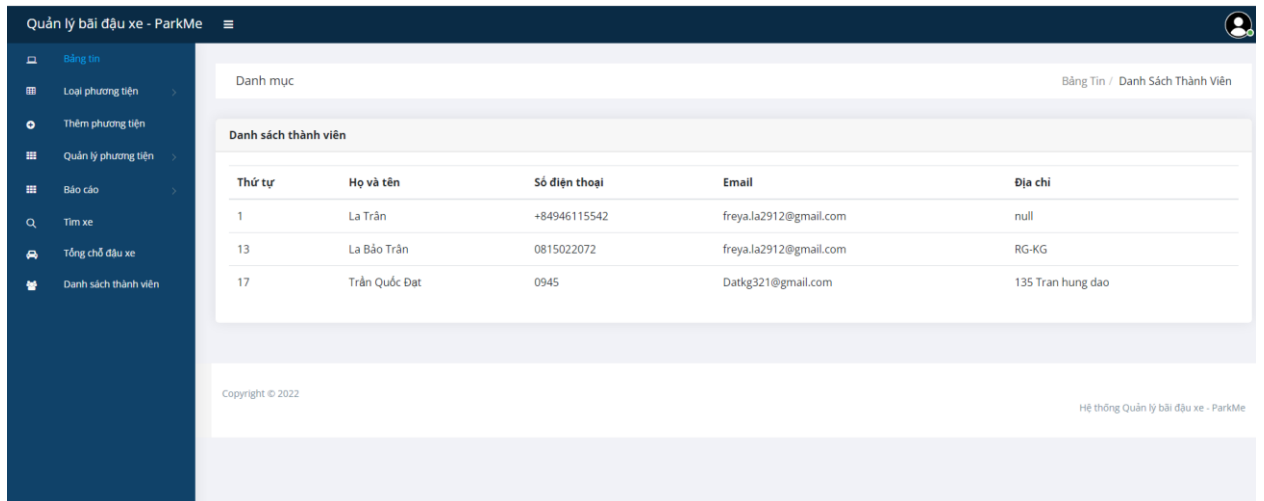 Quản lý bãi đậu xe - ParkMe
Bảng tin
Loại phương tiện
Thêm phương tiện
Quản lý phương tiện
Báo cáo
Tìm xe
Tổng chỗ đậu xe
Danh sách thành viên
Danh mục
Bảng Tin / Danh Sách Thành Viên
Danh sách thành viên
Thứ tự Họ và tên Số điện thoại Email Địa chỉ
1 La Trân +84946115542 freya.la2912@gmail.com null
13 La Bảo Trân 0815022072 freya.la2912@gmail.com RG-KG
17 Trần Quốc Đạt 0945 Datkg321@gmail.com 135 Tran hung dao
Copyright © 2022
Hệ thống Quản lý bãi đậu xe - ParkMe